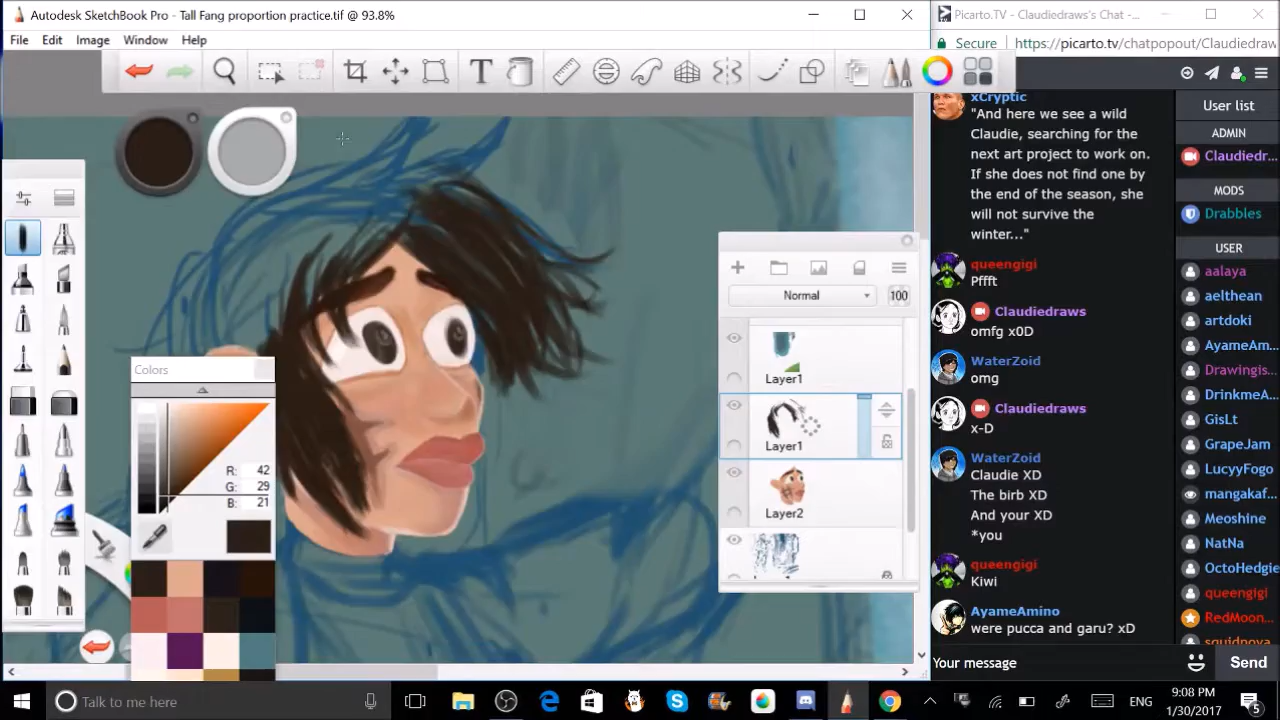 Autodesk SketchBook Pro - Tall Fang proportion practice.tif @ 93.8%
File Edit Image Window Help
Colors
R: 42
G: 29
B: 21
Normal 100
Layer1
Layer1
Layer2
Picarto.TV - Claudiedraws's Chat -...
Secure https://picarto.tv/chatpopout/Claudiedraw
xCryptic
"And here we see a wild
Claudie, searching for the
next art project to work on.
If she does not find one by
the end of the season, she
will not survive the
winter..."
queengigi
Pffft
Claudiedraws
omfg x0D
WaterZoid
omg
Claudiedraws
x-D
WaterZoid
Claudie XD
The birb XD
And your XD
*you
queengigi
Kiwi
AyameAmino
were pucca and garu? xD
Your message Send
User list
ADMIN
Claudiedr...
MODS
Drabbles
USER
aalaya
aelthean
artdoki
AyameAm...
Drawingis...
DrinkmeA...
GisLt
GrapeJam
LucyyFogo
mangakaf...
Meoshine
NatNa
OctoHedgie
queengigi
RedMoon...
squidnova
Talk to me here
ENG
9:08 PM
1/30/2017
5